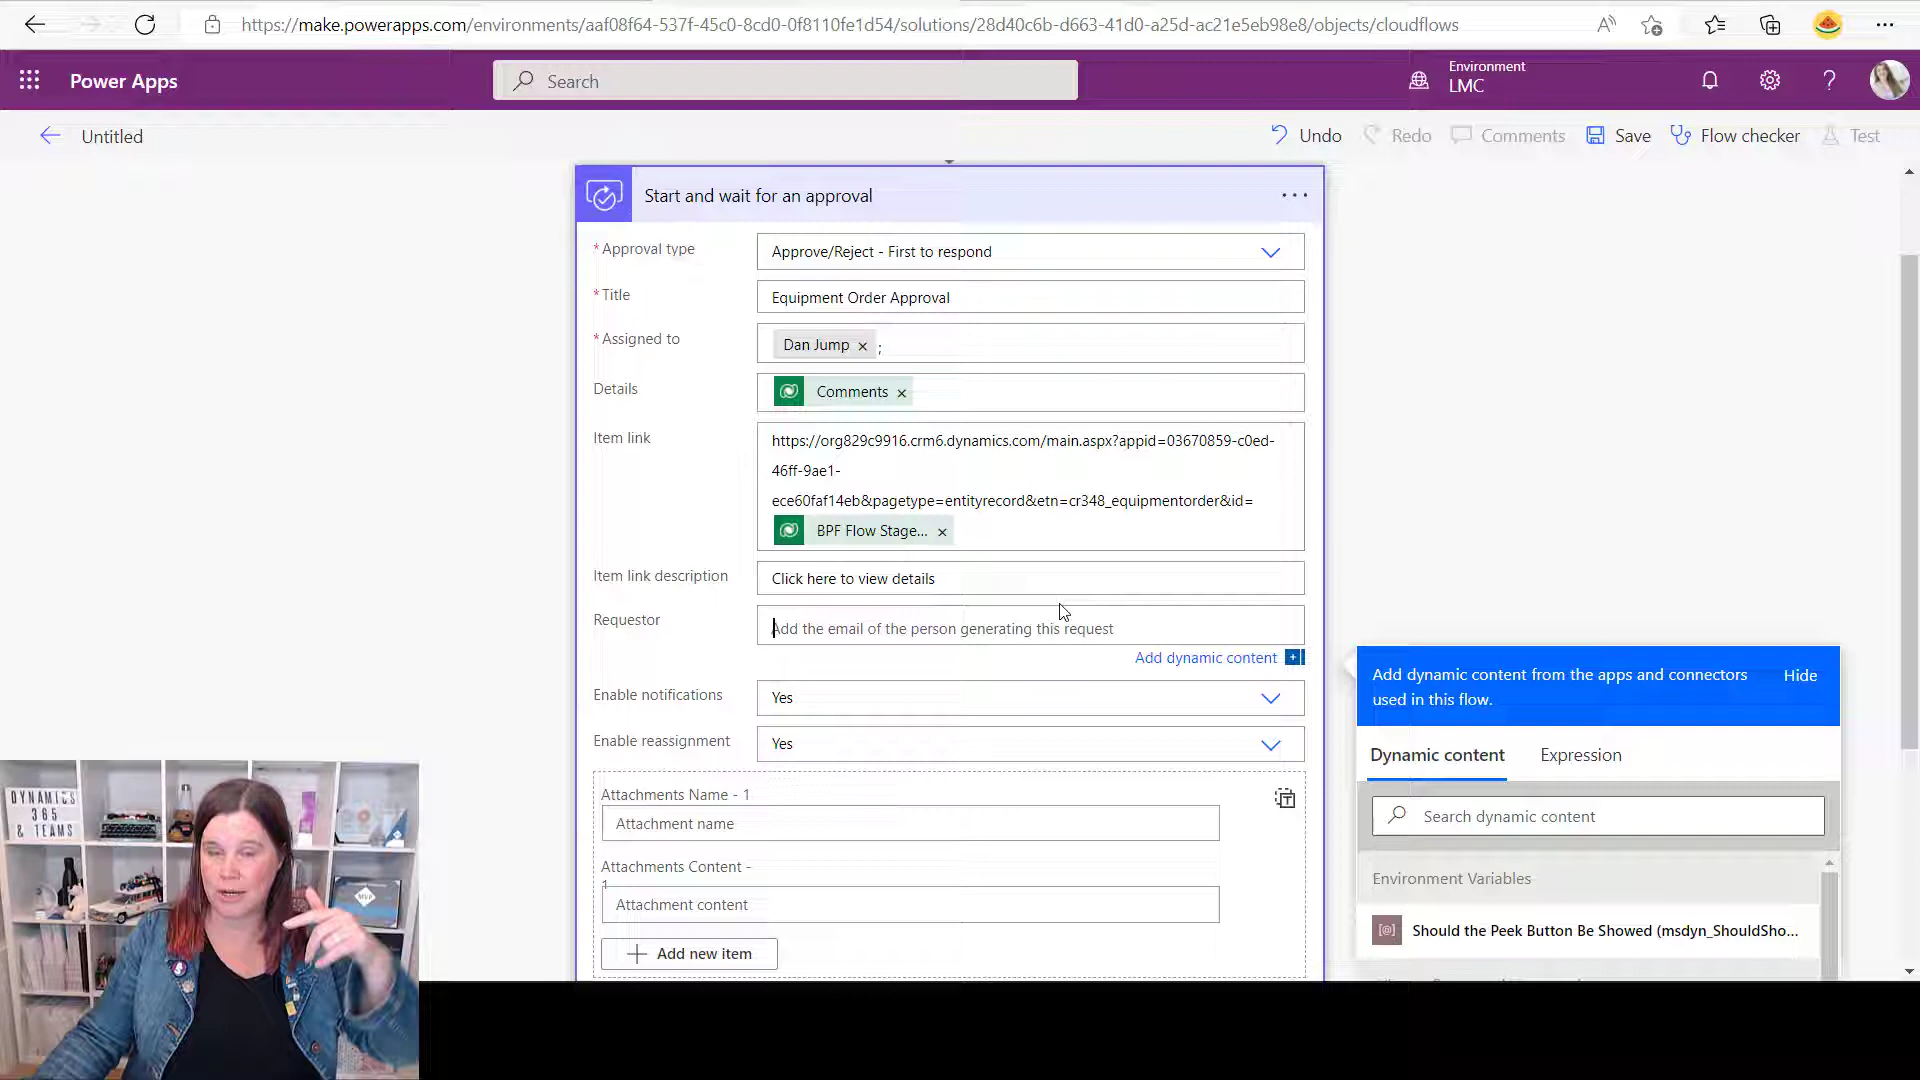 https://make.powerapps.com/environments/aaf08f64-537f-45c0-8cd0-0f8110fe1d54/solutions/28d40c6b-d663-41d0-a25d-ac21e5eb98e8/objects/cloudflows
Power Apps
Search
Environment
LMC
Untitled
Undo
Redo
Comments
Save
Flow checker
Test
Start and wait for an approval
* Approval type
Approve/Reject - First to respond
* Title
Equipment Order Approval
* Assigned to
Dan Jump × ;
Details
Comments ×
Item link
https://org829c9916.crm6.dynamics.com/main.aspx?appid=03670859-c0ed-
46ff-9ae1-
ece60faf14eb&pagetype=entityrecord&etn=cr348_equipmentorder&id=
BPF Flow Stage... ×
Item link description
Click here to view details
Requestor
Add the email of the person generating this request
Add dynamic content
Enable notifications
Yes
Enable reassignment
Yes
Attachments Name - 1
Attachment name
Attachments Content -
1
Attachment content
Add new item
Add dynamic content from the apps and connectors
used in this flow.
Hide
Dynamic content
Expression
Search dynamic content
Environment Variables
Should the Peek Button Be Showed (msdyn_ShouldSho...
DYNAMICS
365
& TEAMS
MVP